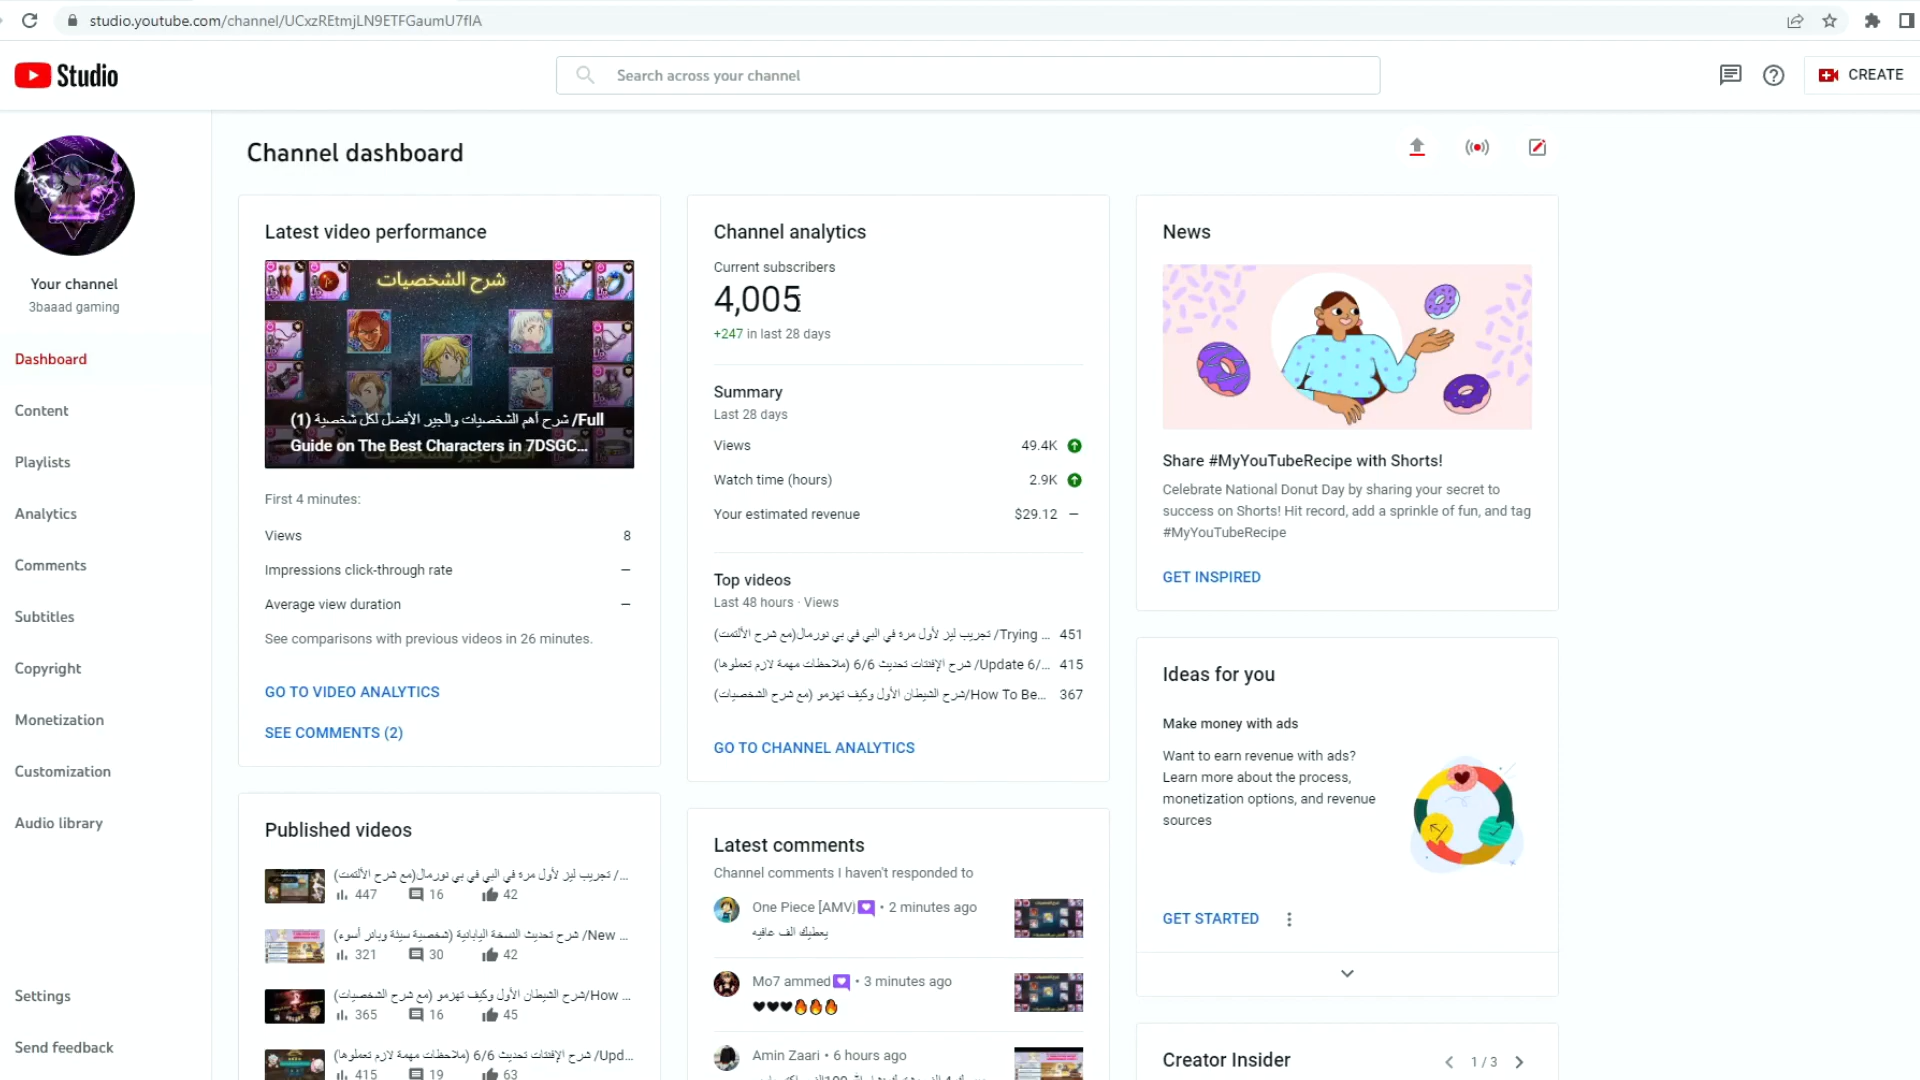 studio.youtube.com/channel/UCxzREtmjLN9ETFGaumU7flA
Studio
Search across your channel
CREATE
Your channel
3baaad gaming
Dashboard
Content
Playlists
Analytics
Comments
Subtitles
Copyright
Monetization
Customization
Audio library
Settings
Send feedback
Channel dashboard
Latest video performance
شرح الشخصيات
(1) شرح أهم الشخصيات والجير الأفضل لكل شخصية /Full
Guide on The Best Characters in 7DSGC...
First 4 minutes:
Views 8
Impressions click-through rate —
Average view duration —
See comparisons with previous videos in 26 minutes.
GO TO VIDEO ANALYTICS
SEE COMMENTS (2)
Published videos
تجريب ليز لأول مرة في البي في بي نورمال(مع شرح الألتمت) /...
447 16 42
شرح تحديث النسخة اليابانية (شخصية سيئة وبانر أسوء) /New ...
321 30 42
شرح الشيطان الأول وكيف تهزمو (مع شرح الشخصيات)/How ...
365 16 45
شرح الإفنتات تحديث 6/6 (ملاحظات مهمة لازم تعملوها) /Upd...
415 19 63
Channel analytics
Current subscribers
4,005
+247 in last 28 days
Summary
Last 28 days
Views 49.4K
Watch time (hours) 2.9K
Your estimated revenue $29.12 —
Top videos
Last 48 hours · Views
تجريب ليز لأول مرة في البي في بي نورمال(مع شرح الألتمت) /Trying ... 451
شرح الإفنتات تحديث 6/6 (ملاحظات مهمة لازم تعملوها) /Update 6/... 415
شرح الشيطان الأول وكيف تهزمو (مع شرح الشخصيات)/How To Be... 367
GO TO CHANNEL ANALYTICS
Latest comments
Channel comments I haven't responded to
One Piece [AMV] • 2 minutes ago
يعطيك الف عافيه
Mo7 ammed • 3 minutes ago
🖤🖤🖤🔥🔥🔥
Amin Zaari • 6 hours ago
News
Share #MyYouTubeRecipe with Shorts!
Celebrate National Donut Day by sharing your secret to
success on Shorts! Hit record, add a sprinkle of fun, and tag
#MyYouTubeRecipe
GET INSPIRED
Ideas for you
Make money with ads
Want to earn revenue with ads?
Learn more about the process,
monetization options, and revenue
sources
GET STARTED
Creator Insider
1 / 3